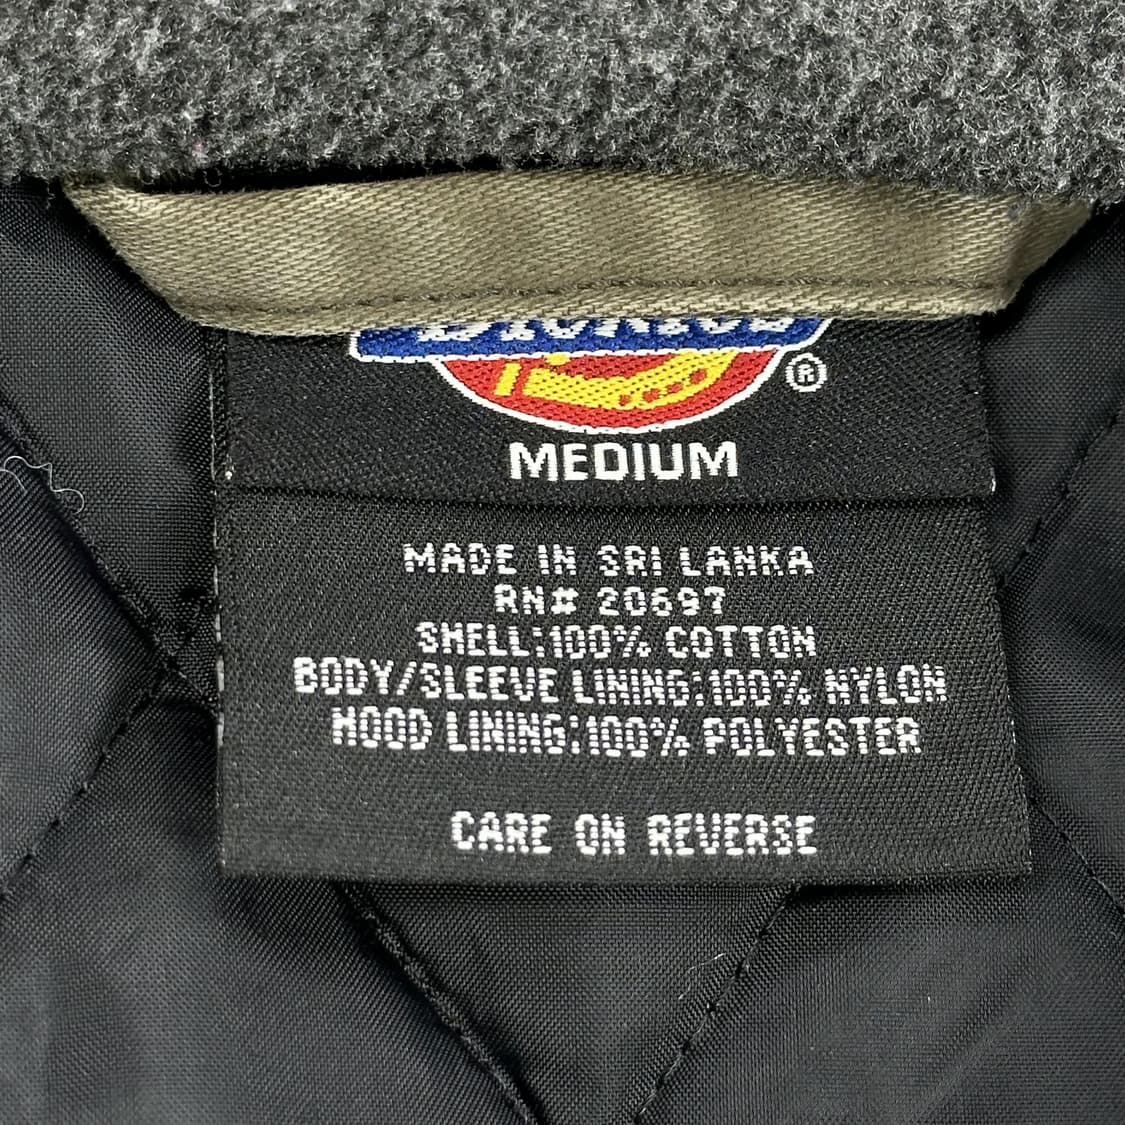 ®
MEDIUM
MADE IN SRI LANKA
RN# 20697
SHELL:100% COTTON
BODY/SLEEVE LINING:100% NYLON
HOOD LINING:100% POLYESTER
CARE ON REVERSE